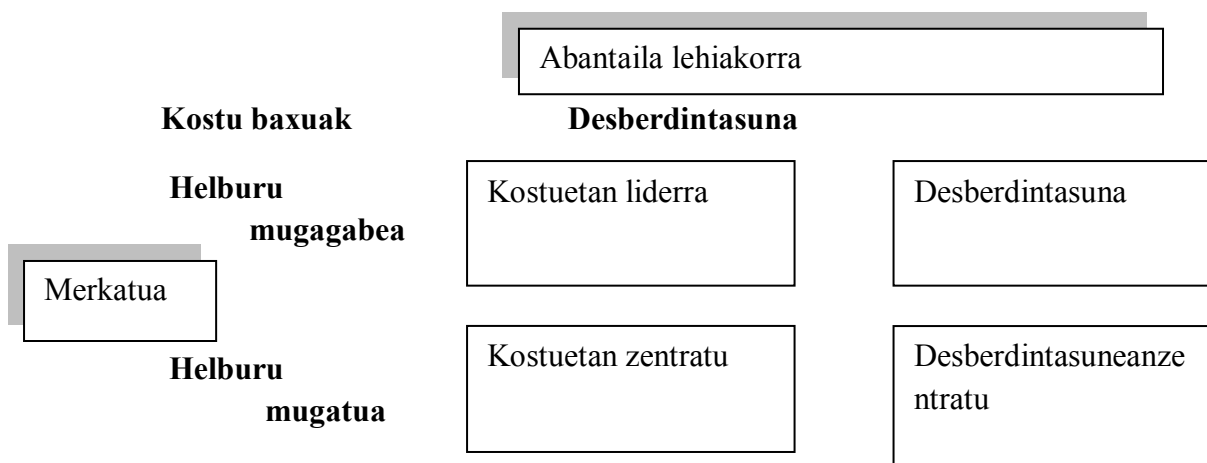 Abantaila lehiakorra
Kostu baxuak Desberdintasuna
Helburu
mugagabea
Kostuetan liderra
Desberdintasuna
Merkatua
Helburu
mugatua
Kostuetan zentratu
Desberdintasuneanze
ntratu